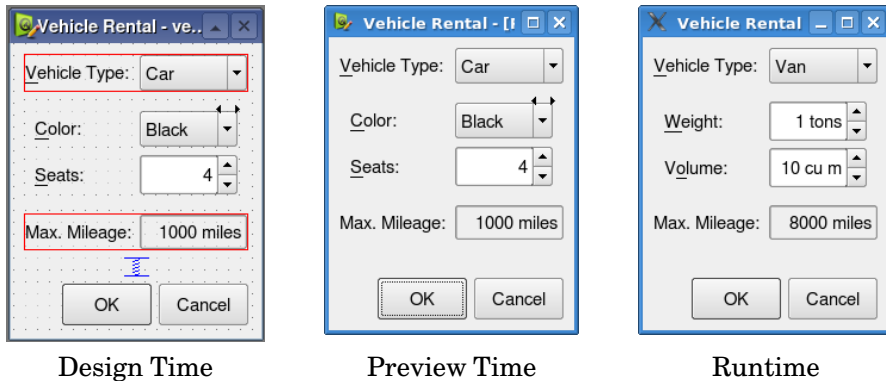 Vehicle Rental - ve..
Vehicle Type: Car
Color: Black
Seats: 4
Max. Mileage: 1000 miles
OK Cancel
Design Time
Vehicle Rental - [
Vehicle Type: Car
Color: Black
Seats: 4
Max. Mileage: 1000 miles
OK Cancel
Preview Time
Vehicle Rental
Vehicle Type: Van
Weight: 1 tons
Volume: 10 cu m
Max. Mileage: 8000 miles
OK Cancel
Runtime